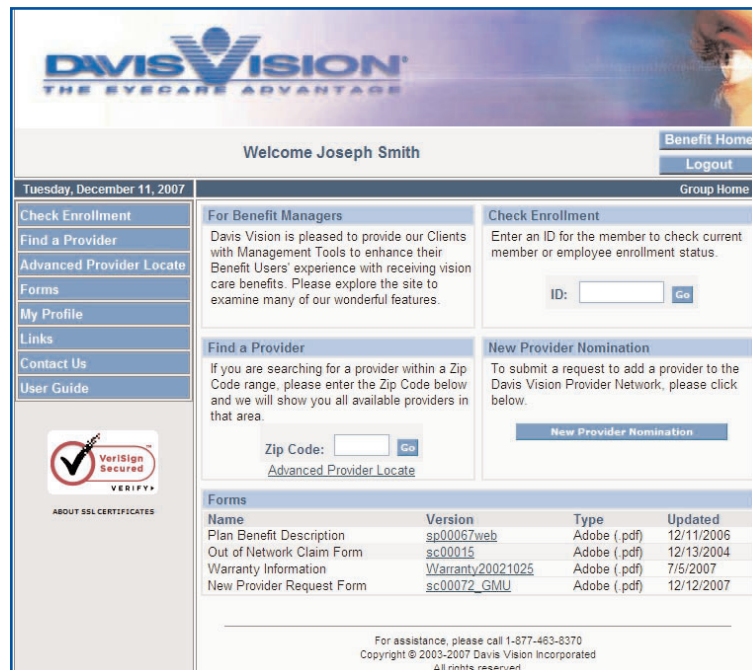 DAVIS VISION
THE EYECARE ADVANTAGE
Welcome Joseph Smith
Benefit Home
Logout
Tuesday, December 11, 2007
Group Home
Check Enrollment
Find a Provider
Advanced Provider Locate
Forms
My Profile
Links
Contact Us
User Guide
VeriSign
Secured
VERIFY
ABOUT SSL CERTIFICATES
For Benefit Managers
Davis Vision is pleased to provide our Clients
with Management Tools to enhance their
Benefit Users' experience with receiving vision
care benefits. Please explore the site to
examine many of our wonderful features.
Check Enrollment
Enter an ID for the member to check current
member or employee enrollment status.
ID: Go
Find a Provider
If you are searching for a provider within a Zip
Code range, please enter the Zip Code below
and we will show you all available providers in
that area.
Zip Code: Go
Advanced Provider Locate
New Provider Nomination
To submit a request to add a provider to the
Davis Vision Provider Network, please click
below.
New Provider Nomination
Forms
Name Version Type Updated
Plan Benefit Description sp00067web Adobe (.pdf) 12/11/2006
Out of Network Claim Form sc00015 Adobe (.pdf) 12/13/2004
Warranty Information Warranty20021025 Adobe (.pdf) 7/5/2007
New Provider Request Form sc00072_GMU Adobe (.pdf) 12/12/2007
For assistance, please call 1-877-463-8370
Copyright © 2003-2007 Davis Vision Incorporated
All rights reserved